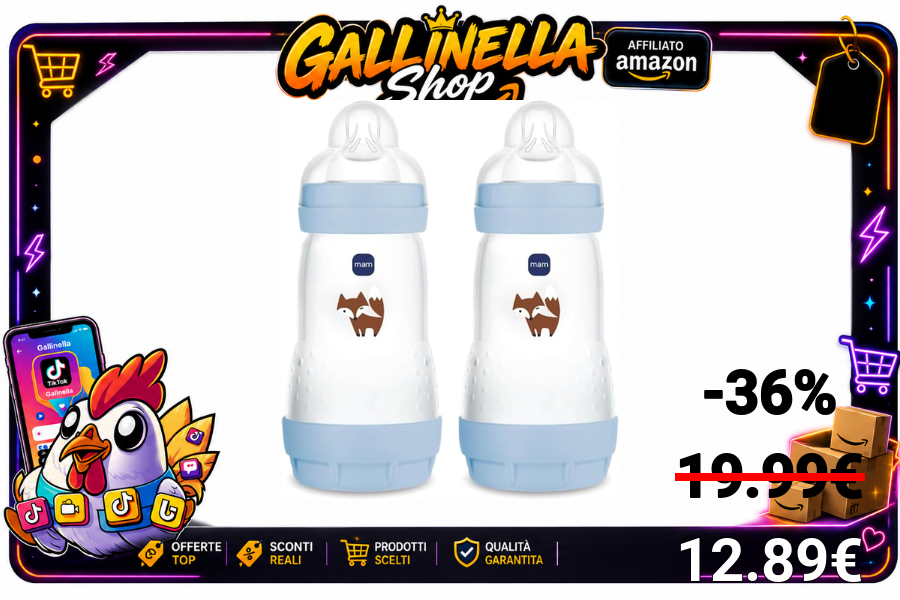 GALLINELLA
Shop
AFFILIATO
amazon
mam
mam
Gallinella
TikTok
Gallinella
-36%
19.99€
12.89€
OFFERTE
TOP
SCONTI
REALI
PRODOTTI
SCELTI
QUALITÀ
GARANTITA